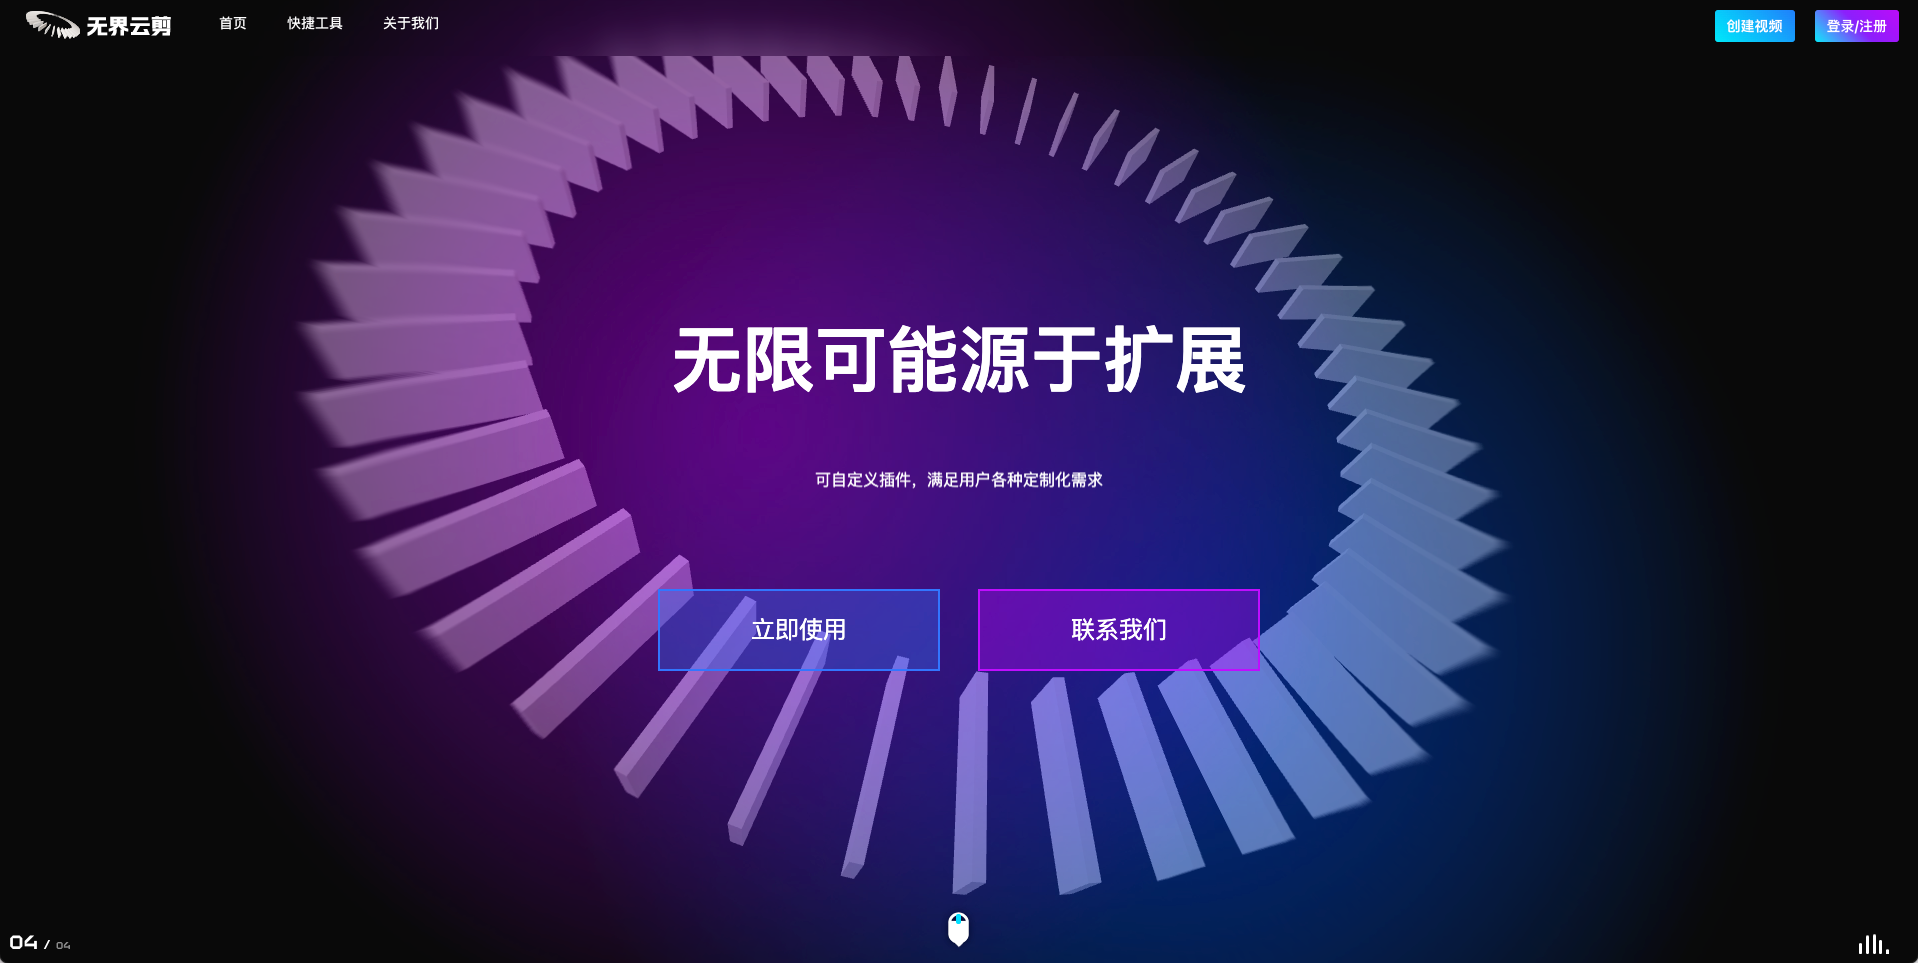 无界云剪
首页 快捷工具 关于我们
创建视频 登录/注册
无限可能源于扩展
可自定义插件，满足用户各种定制化需求
立即使用 联系我们
04 / 04